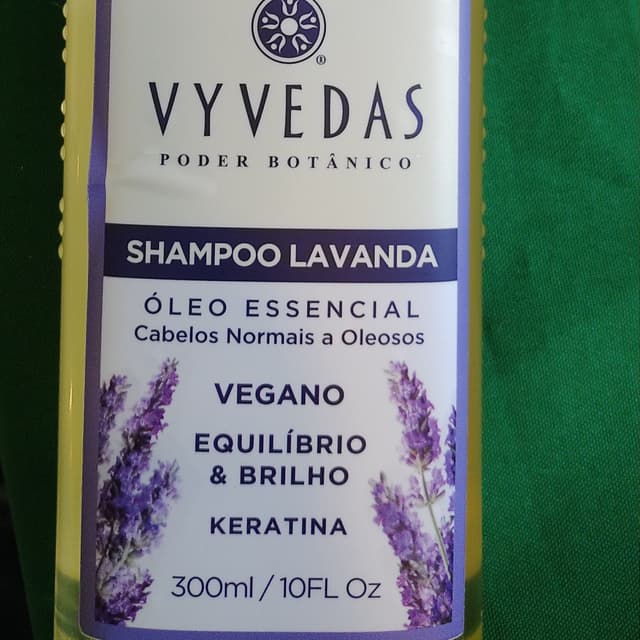 VYVEDAS
PODER BOTÂNICO
SHAMPOO LAVANDA
ÓLEO ESSENCIAL
Cabelos Normais a Oleosos
VEGANO
EQUILÍBRIO
& BRILHO
KERATINA
300ml / 10FL Oz